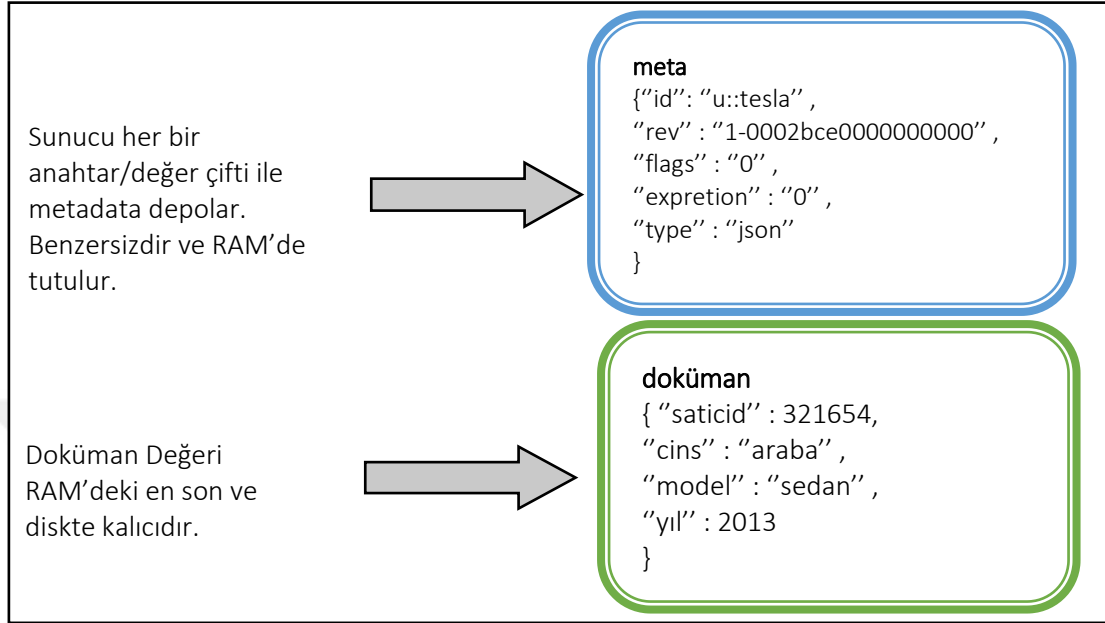 Sunucu her bir
anahtar/değer çifti ile
metadata depolar.
Benzersizdir ve RAM’de
tutulur.
meta
{‘’id’’: ‘’u::tesla’’ ,
‘’rev’’ : ‘’1-0002bce0000000000’’ ,
‘’flags’’ : ‘’0’’ ,
‘’expretion’’ : ‘’0’’ ,
‘’type’’ : ‘’json’’
}
Doküman Değeri
RAM’deki en son ve
diskte kalıcıdır.
doküman
{ ‘’saticid’’ : 321654,
‘’cins’’ : ‘’araba’’ ,
‘’model’’ : ‘’sedan’’ ,
‘’yıl’’ : 2013
}